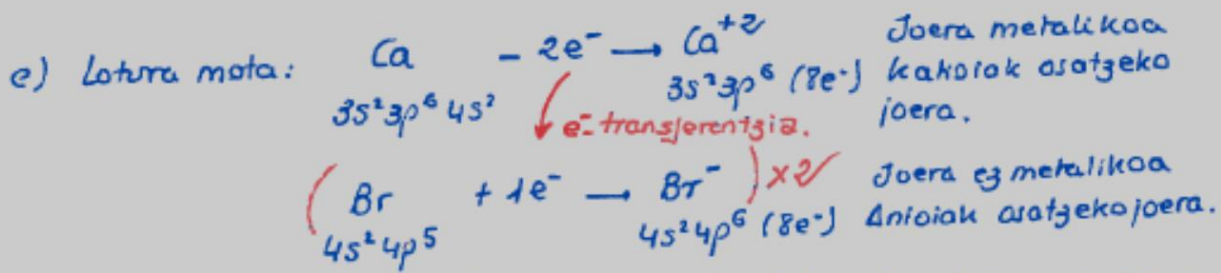 e) Lotura mota: Ca - 2e⁻ → Ca⁺² Joera metalikoa
3s²3p⁶4s² 3s²3p⁶ (8e⁻) kakoiak osatzeko
e⁻ transferentzia. joera.
( Br + 1e⁻ → Br⁻ ) x2 Joera ez metalikoa
4s²4p⁵ 4s²4p⁶ (8e⁻) Anioiak osatzeko joera.